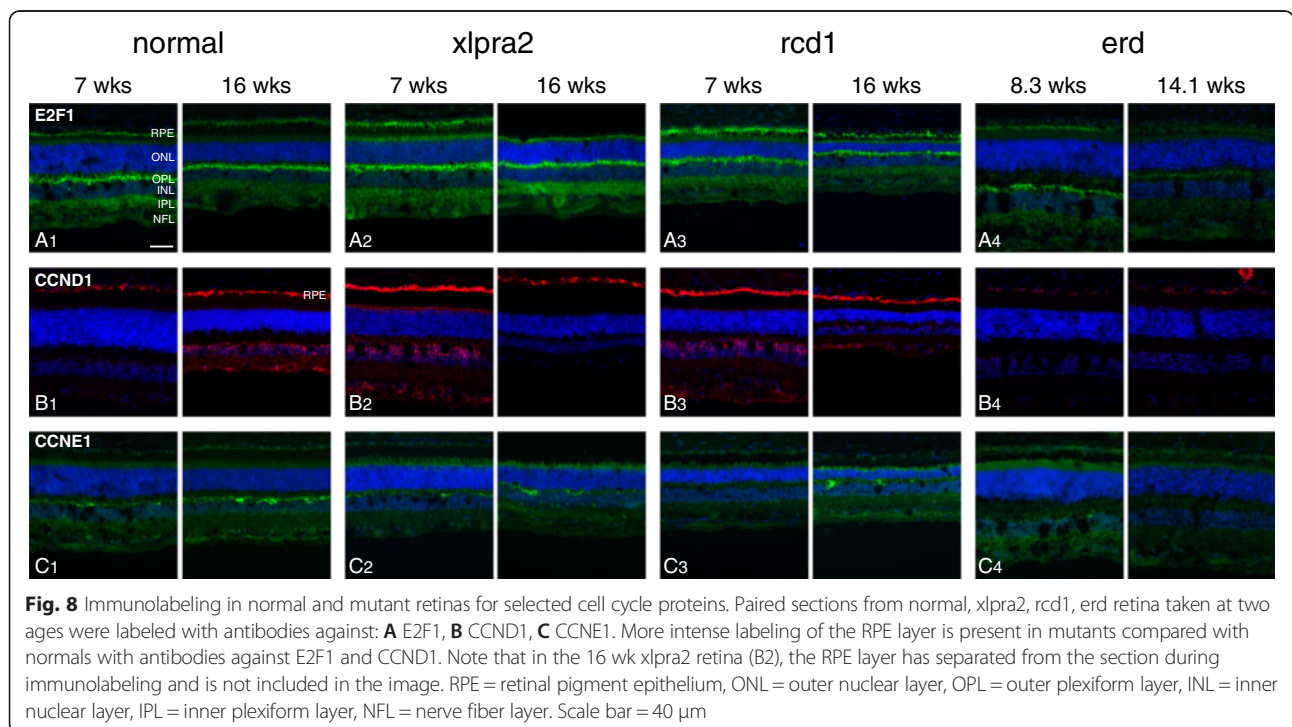 normal xlpra2 rcd1 erd
7 wks 16 wks 7 wks 16 wks 7 wks 16 wks 8.3 wks 14.1 wks
E2F1
RPE
ONL
OPL
INL
IPL
NFL
A1 A2 A3 A4
CCND1
RPE
B1 B2 B3 B4
CCNE1
C1 C2 C3 C4
Fig. 8 Immunolabeling in normal and mutant retinas for selected cell cycle proteins. Paired sections from normal, xlpra2, rcd1, erd retina taken at two
ages were labeled with antibodies against: A E2F1, B CCND1, C CCNE1. More intense labeling of the RPE layer is present in mutants compared with
normals with antibodies against E2F1 and CCND1. Note that in the 16 wk xlpra2 retina (B2), the RPE layer has separated from the section during
immunolabeling and is not included in the image. RPE = retinal pigment epithelium, ONL = outer nuclear layer, OPL = outer plexiform layer, INL = inner
nuclear layer, IPL = inner plexiform layer, NFL = nerve fiber layer. Scale bar = 40 μm